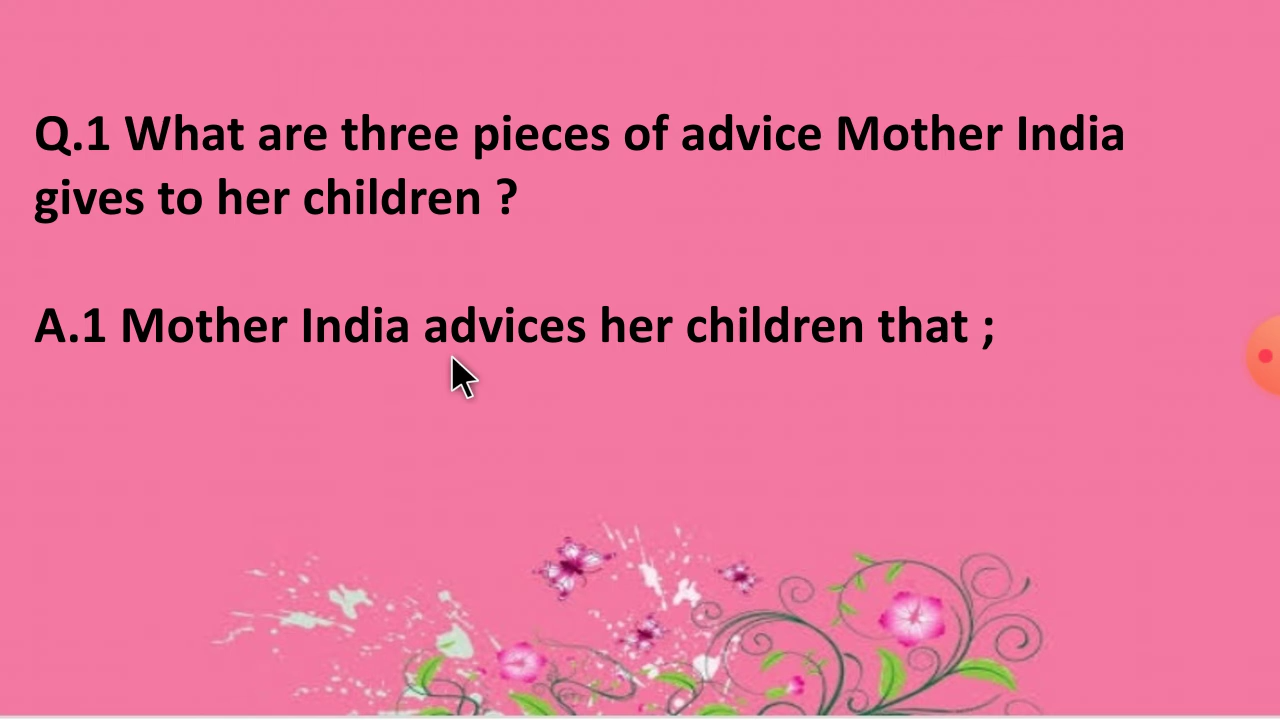 Q.1 What are three pieces of advice Mother India
gives to her children ?
A.1 Mother India advices her children that ;